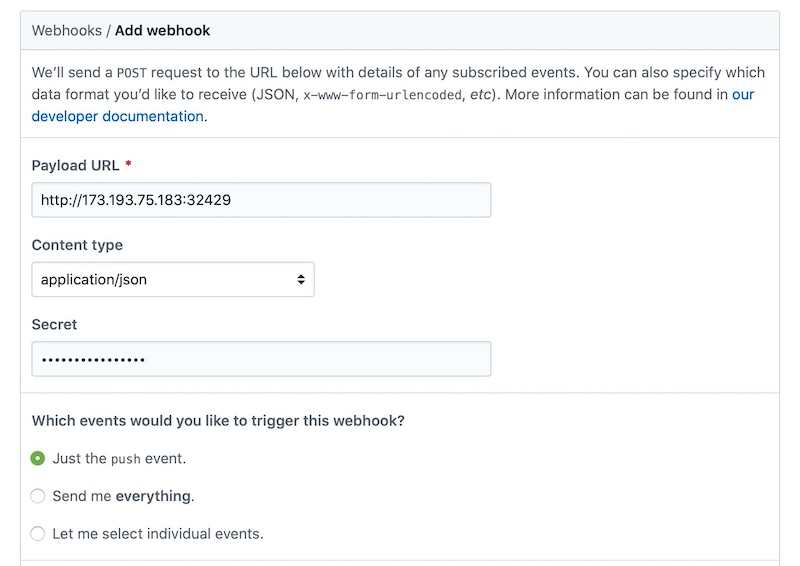 Webhooks / Add webhook
We’ll send a POST request to the URL below with details of any subscribed events. You can also specify which
data format you’d like to receive (JSON, x-www-form-urlencoded, etc). More information can be found in our
developer documentation.
Payload URL *
http://173.193.75.183:32429
Content type
application/json
Secret
••••••••••••••••
Which events would you like to trigger this webhook?
Just the push event.
Send me everything.
Let me select individual events.